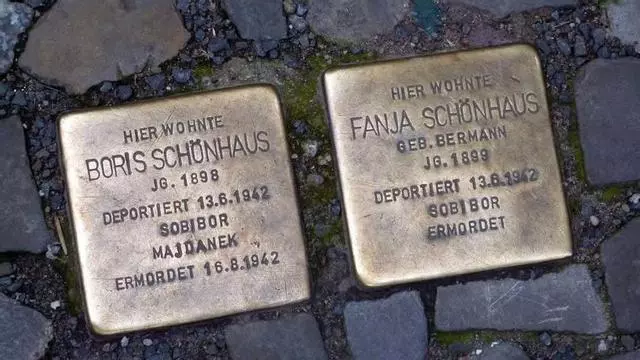 HIER WOHNTE
BORIS SCHÖNHAUS
JG. 1898
DEPORTIERT 13.6.1942
SOBIBOR
MAJDANEK
ERMORDET 16.8.1942
HIER WOHNTE
FANJA SCHÖNHAUS
GEB. BERMANN
JG. 1899
DEPORTIERT 13.6.1942
SOBIBOR
ERMORDET